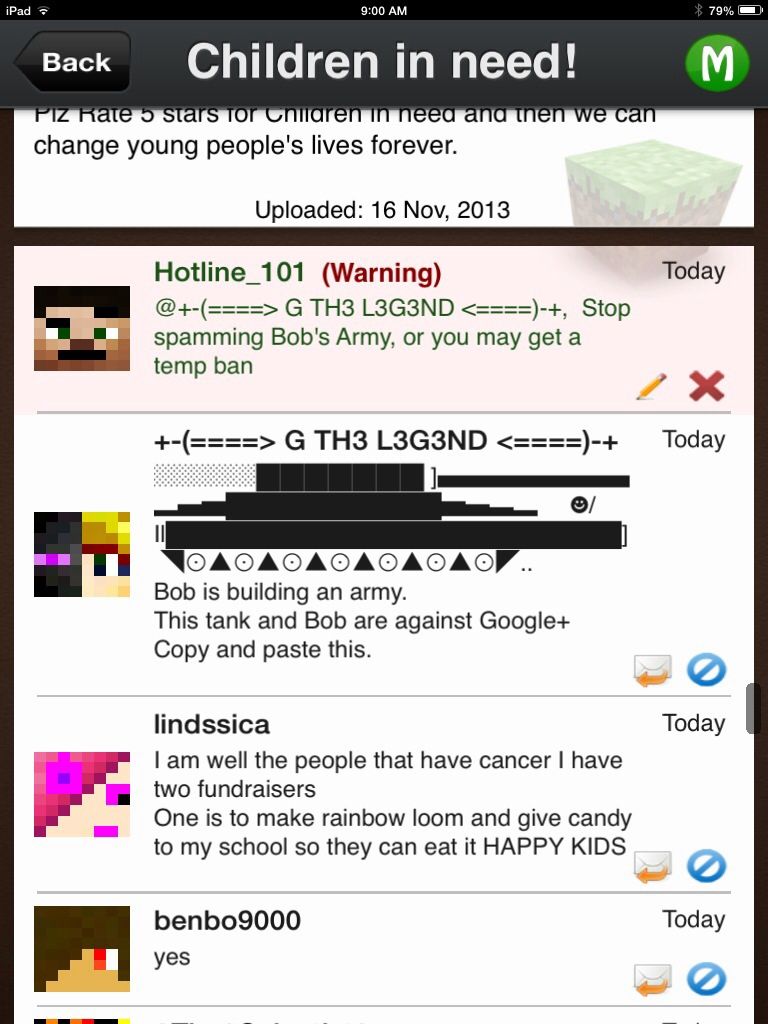 iPad 9:00 AM 79%
Back Children in need! M
Plz Rate 5 stars for Children in need and then we can
change young people's lives forever.
Uploaded: 16 Nov, 2013
Hotline_101 (Warning) Today
@+-(====> G TH3 L3G3ND <====)-+, Stop
spamming Bob's Army, or you may get a
temp ban
+-(====> G TH3 L3G3ND <====)-+ Today
░░░░░░███████ ]▄▄▄▄▄▄▄▄
▂▄▅█████████▅▄▃▂ ☻/
Il███████████████████]
◥⊙▲⊙▲⊙▲⊙▲⊙▲⊙▲⊙◤..
Bob is building an army.
This tank and Bob are against Google+
Copy and paste this.
lindssica Today
I am well the people that have cancer I have
two fundraisers
One is to make rainbow loom and give candy
to my school so they can eat it HAPPY KIDS
benbo9000 Today
yes